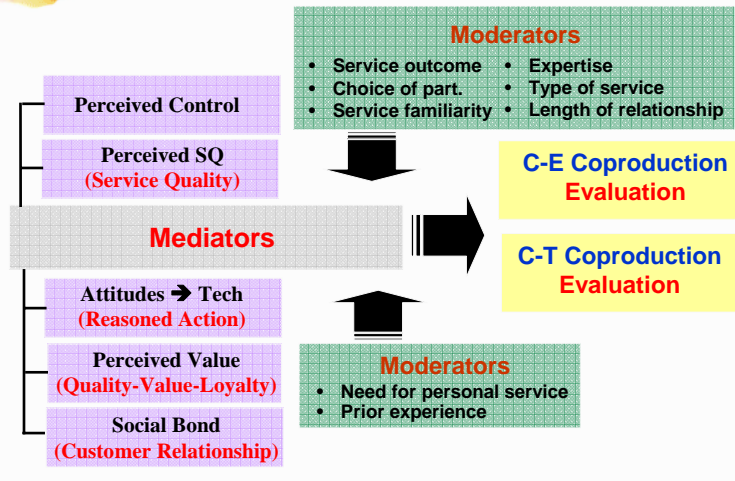 Moderators
• Service outcome
• Choice of part.
• Service familiarity
• Expertise
• Type of service
• Length of relationship
Perceived Control
Perceived SQ
(Service Quality)
Mediators
Attitudes ➔ Tech
(Reasoned Action)
Perceived Value
(Quality-Value-Loyalty)
Social Bond
(Customer Relationship)
C-E Coproduction
Evaluation
C-T Coproduction
Evaluation
Moderators
• Need for personal service
• Prior experience